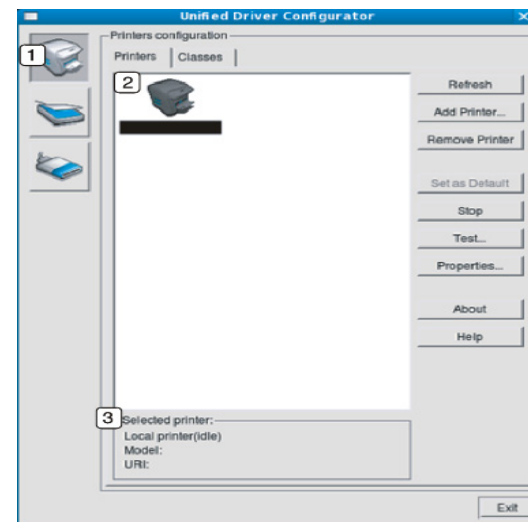 Unified Driver Configurator
1
Printers configuration
Printers Classes
2
Refresh
Add Printer...
Remove Printer
Set as Default
Stop
Test...
Properties...
About
Help
3
Selected printer:
Local printer(idle)
Model:
URI:
Exit